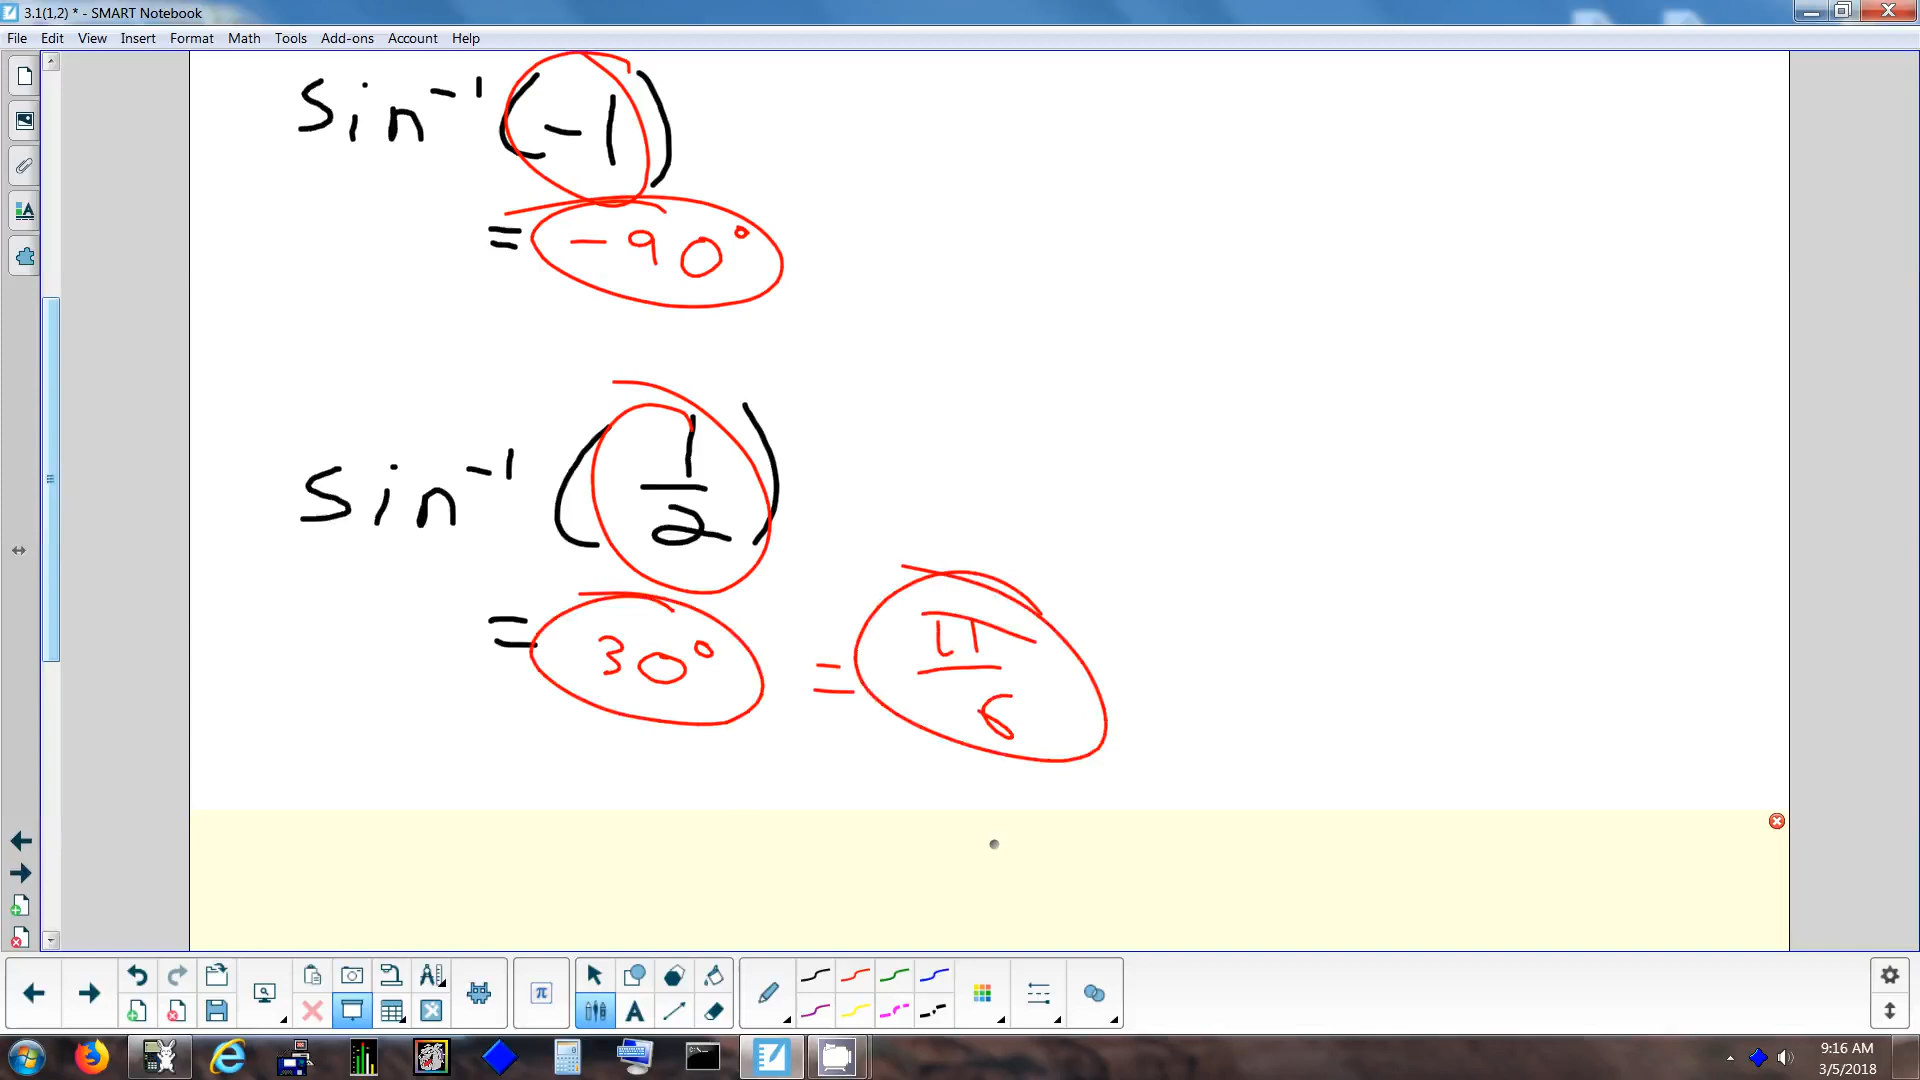 3.1(1,2) * - SMART Notebook
File Edit View Insert Format Math Tools Add-ons Account Help
sin⁻¹ (-1)
= -90°
sin⁻¹ (1/2)
= 30° = π/6
π
A
9:16 AM
3/5/2018